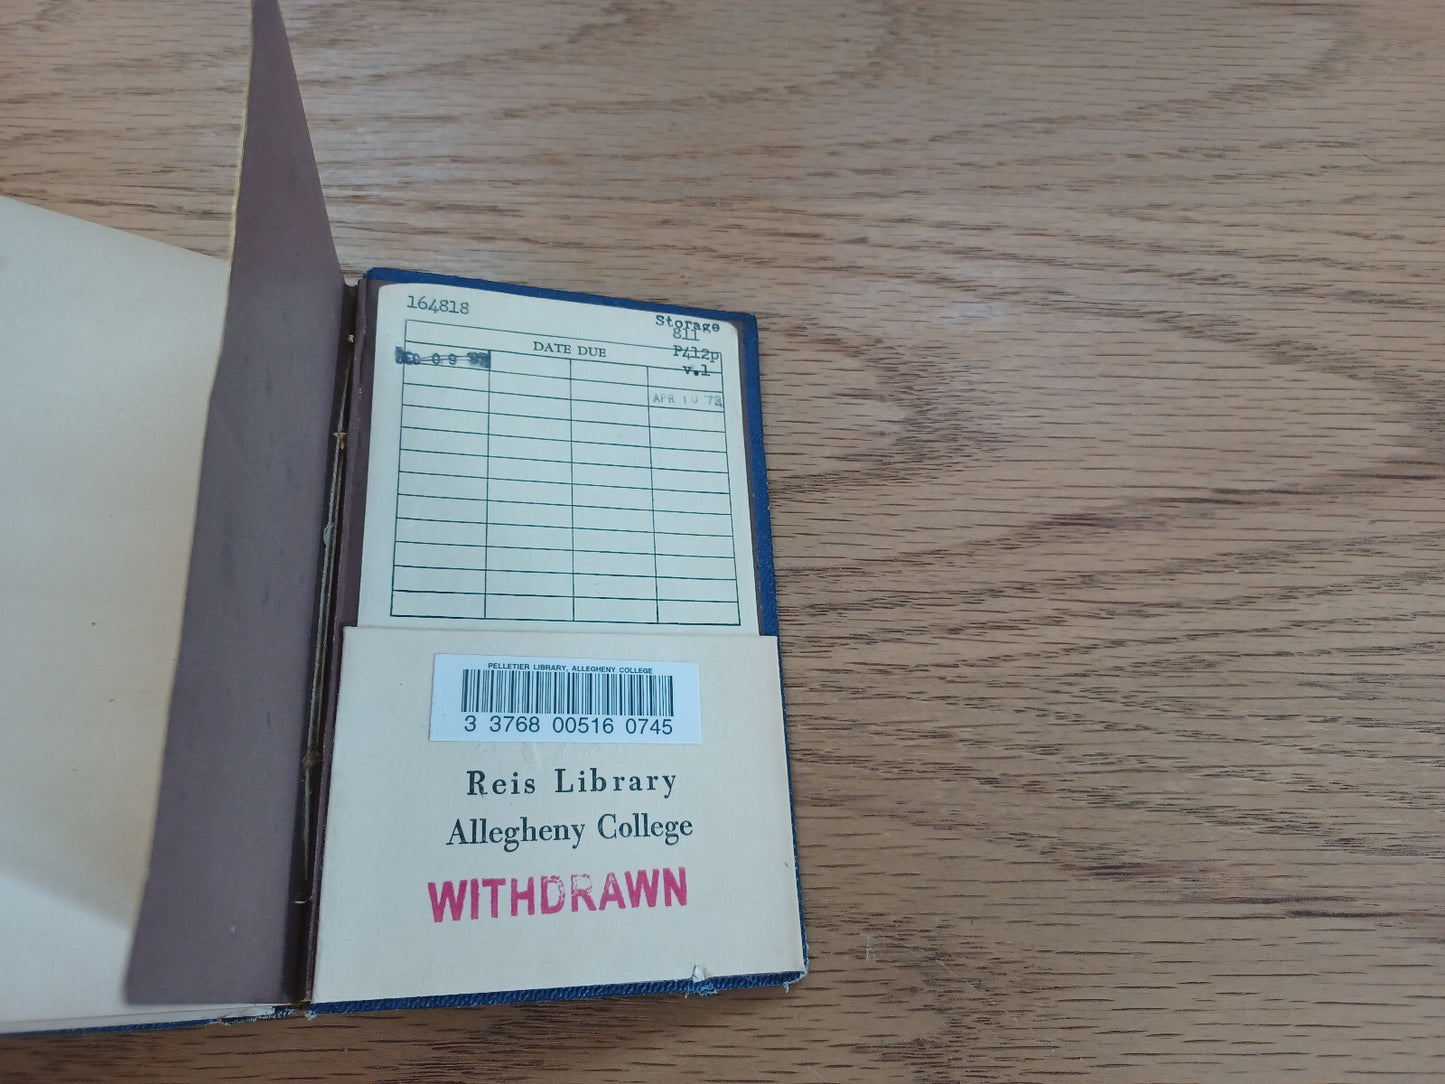 164818
Storage
811
P412p
v.1
DATE DUE
APR 10 '73
PELLETIER LIBRARY, ALLEGHENY COLLEGE
3 3768 00516 0745
Reis Library
Allegheny College
WITHDRAWN